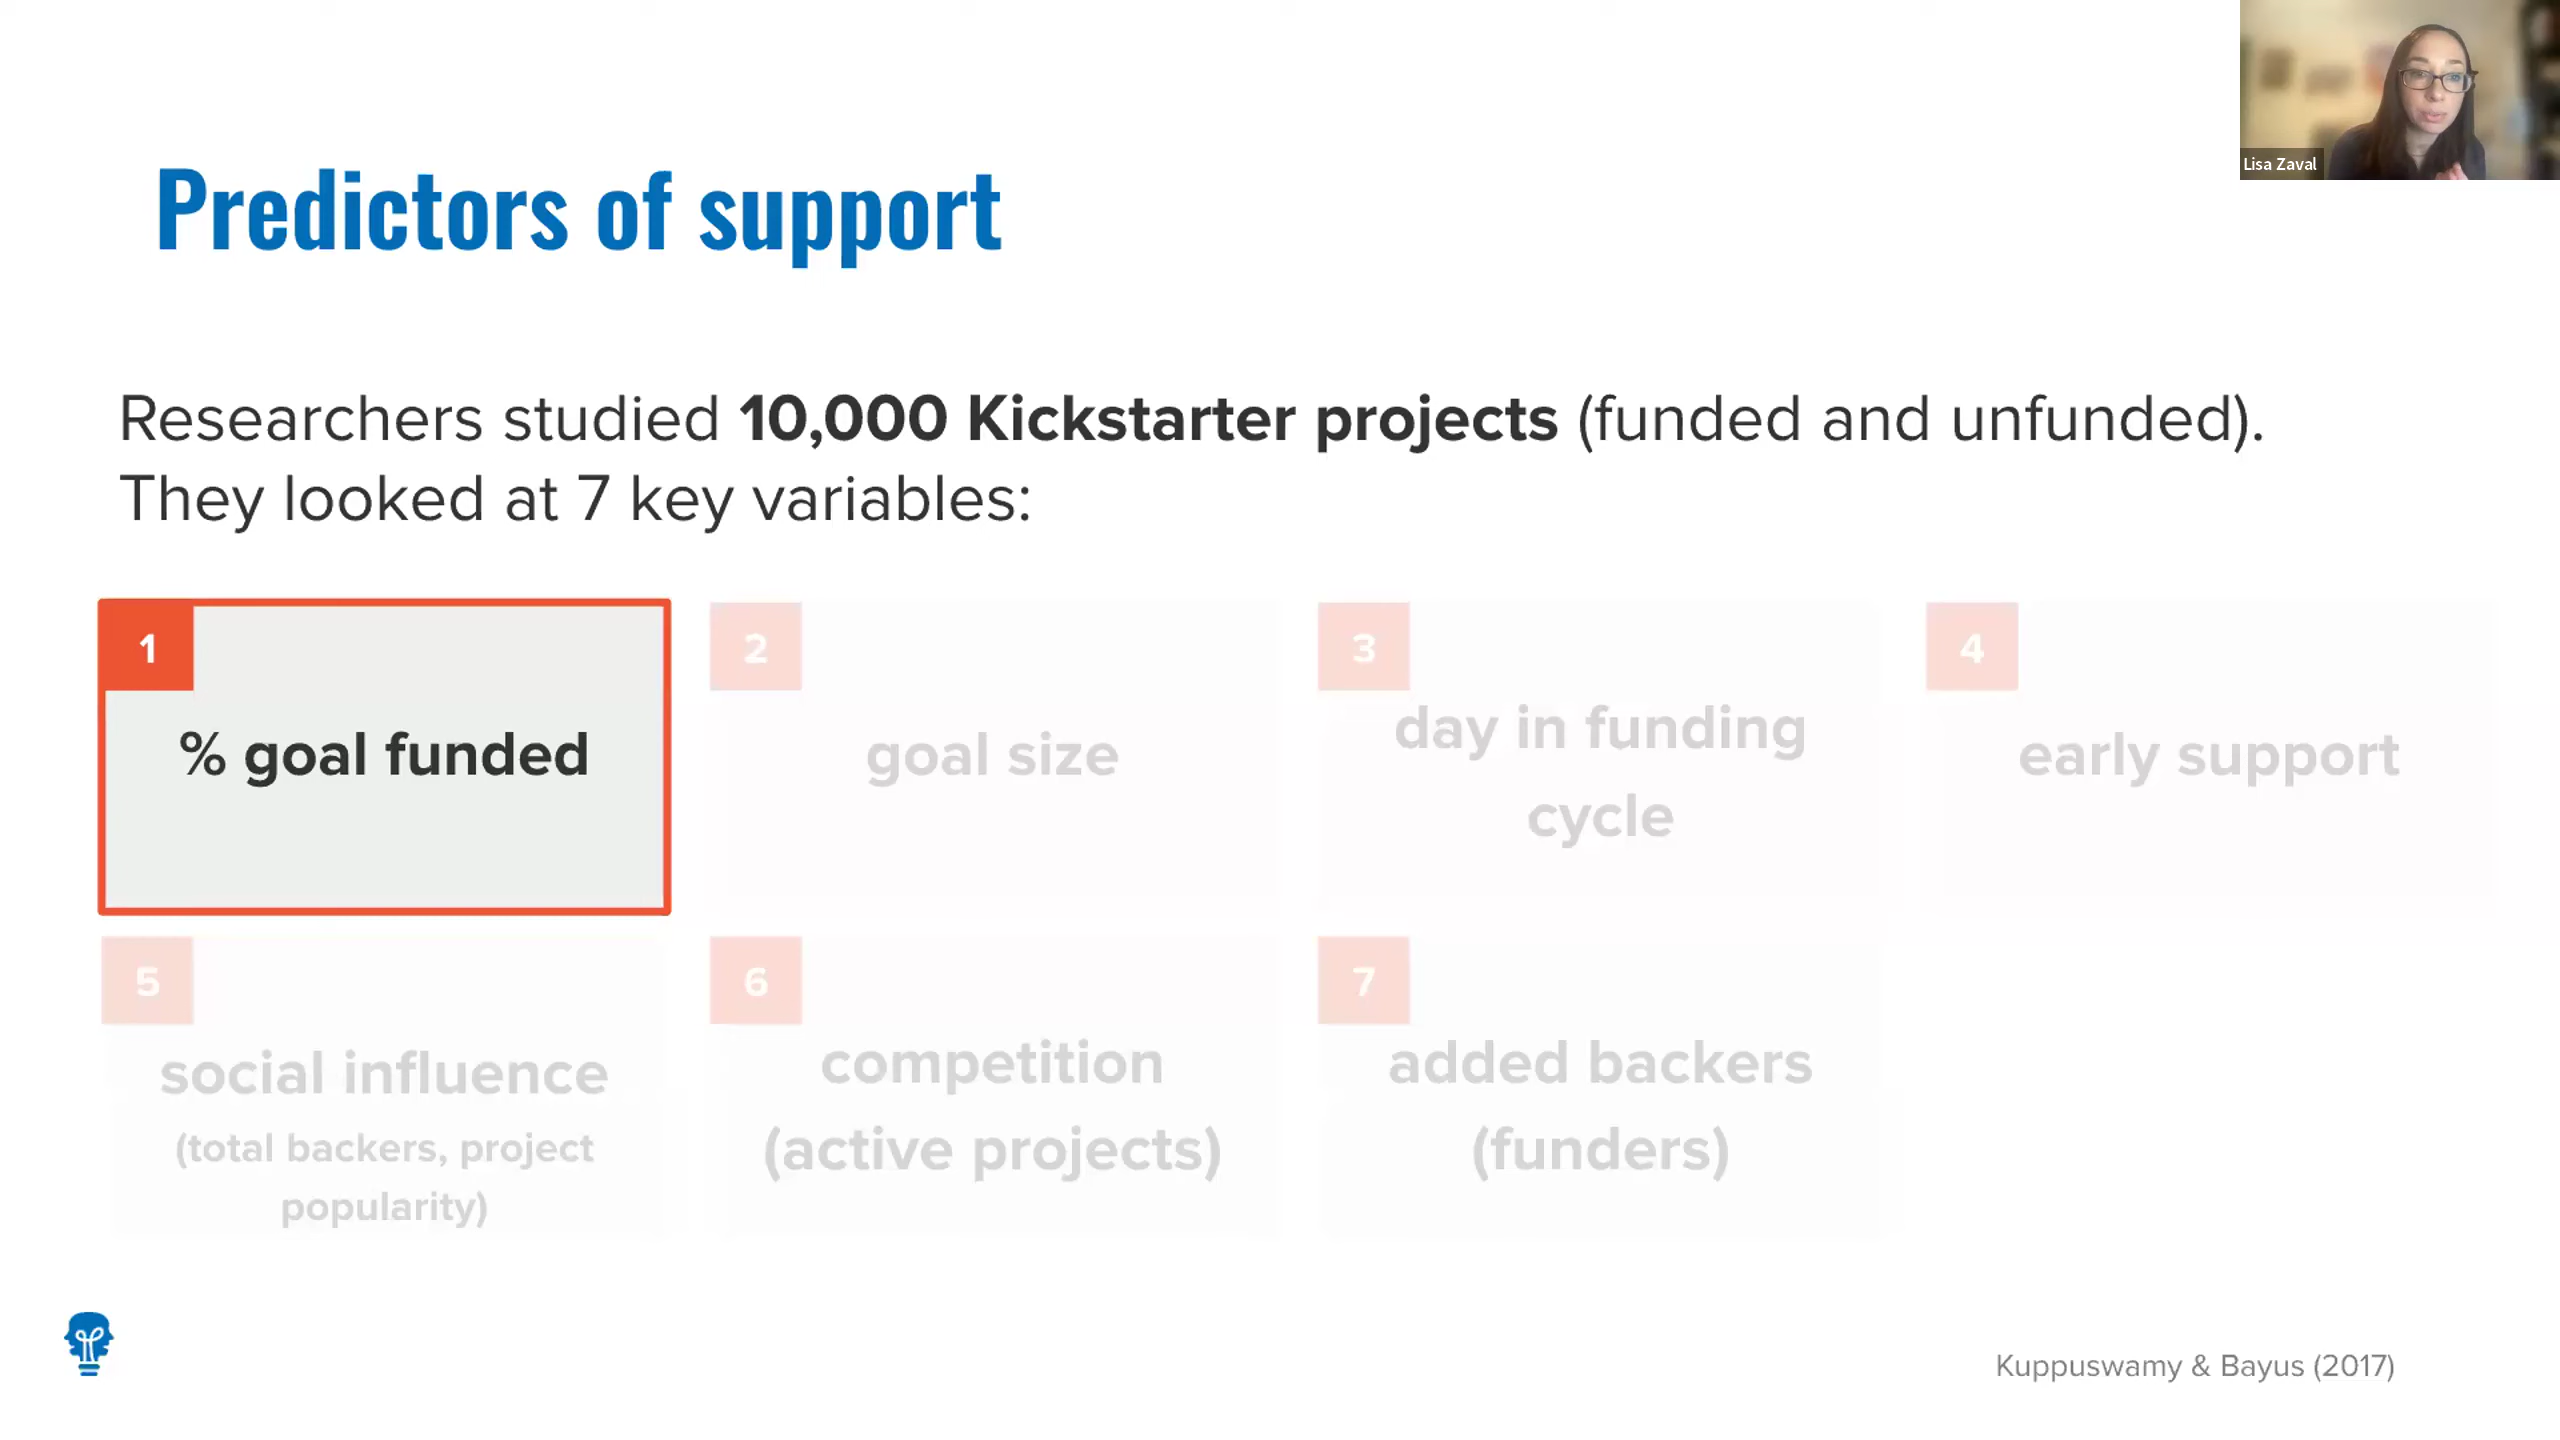 Lisa Zaval
Predictors of support
Researchers studied 10,000 Kickstarter projects (funded and unfunded).
They looked at 7 key variables:
1
% goal funded
2
goal size
3
day in funding
cycle
4
early support
5
social influence
(total backers, project
popularity)
6
competition
(active projects)
7
added backers
(funders)
Kuppuswamy & Bayus (2017)